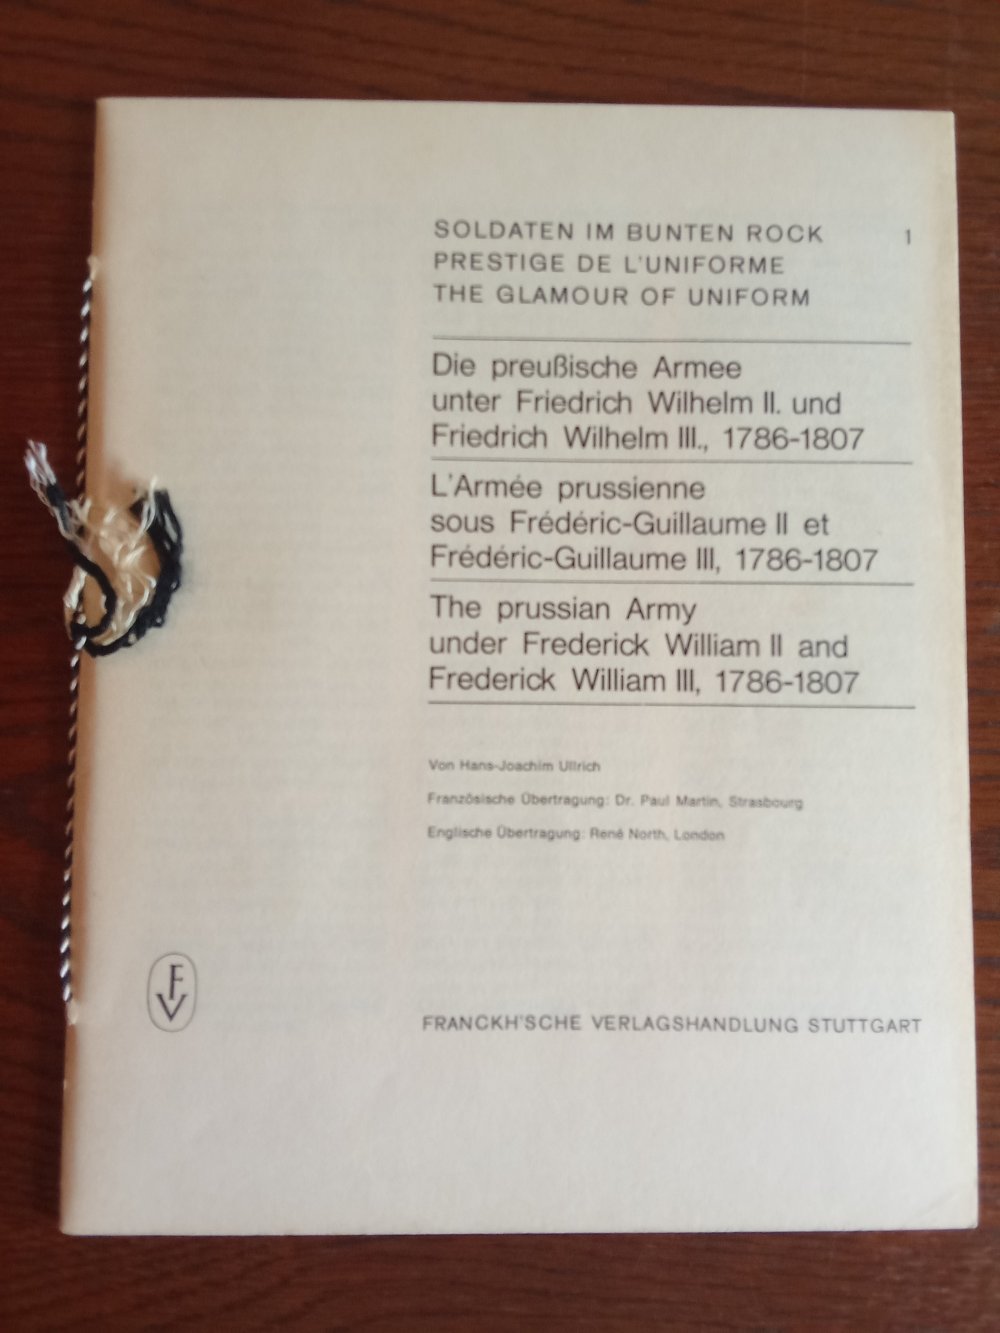 SOLDATEN IM BUNTEN ROCK 1
PRESTIGE DE L'UNIFORME
THE GLAMOUR OF UNIFORM
Die preußische Armee
unter Friedrich Wilhelm II. und
Friedrich Wilhelm III., 1786-1807
L'Armée prussienne
sous Frédéric-Guillaume II et
Frédéric-Guillaume III, 1786-1807
The prussian Army
under Frederick William II and
Frederick William III, 1786-1807
Von Hans-Joachim Ullrich
Französische Übertragung: Dr. Paul Martin, Strasbourg
Englische Übertragung: René North, London
FV
FRANCKH'SCHE VERLAGSHANDLUNG STUTTGART